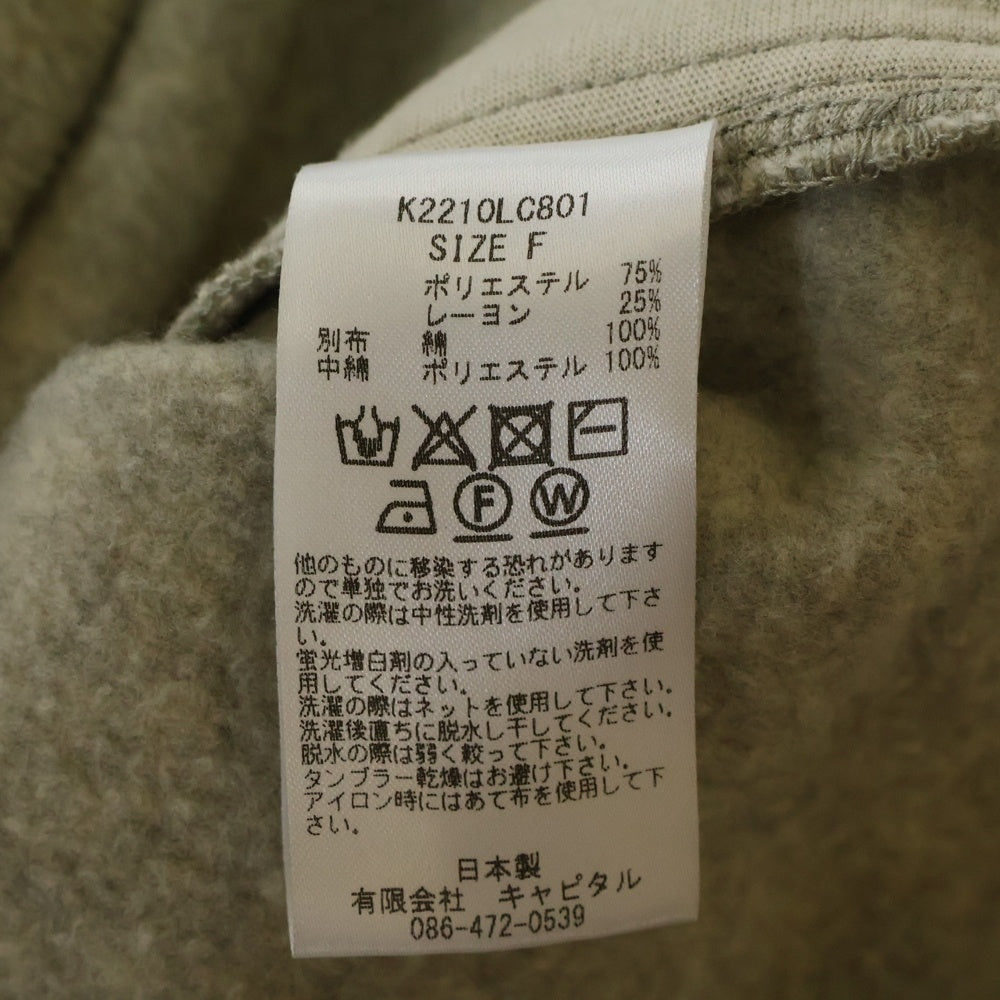 K2210LC801
SIZE F
ポリエステル 75%
レーヨン 25%
別布 綿 100%
中綿 ポリエステル 100%
F W
他のものに移染する恐れがあります
ので単独でお洗いください。
洗濯の際は中性洗剤を使用して下さ
い。
蛍光増白剤の入っていない洗剤を使
用してください。
洗濯の際はネットを使用して下さい。
洗濯後直ちに脱水し干してください。
脱水の際は弱く絞って下さい。
タンブラー乾燥はお避け下さい。
アイロン時にはあて布を使用して下
さい。
日本製
有限会社 キャピタル
086-472-0539